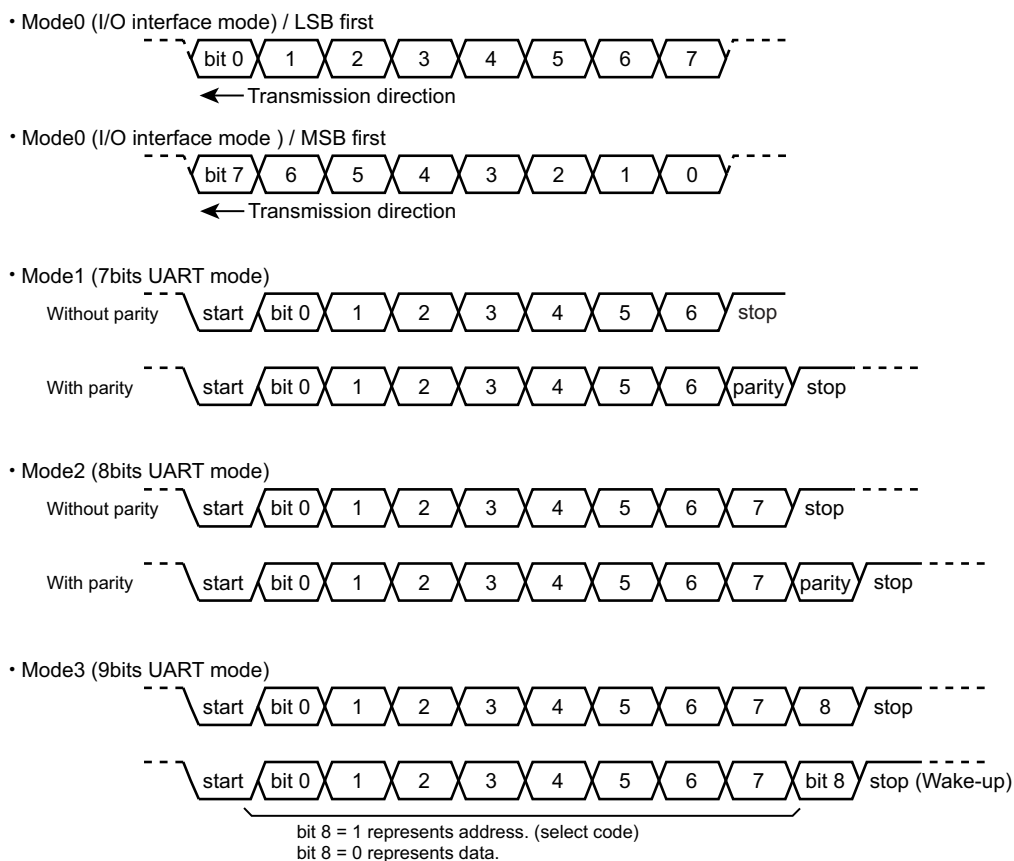 ・Mode0 (I/O interface mode) / LSB first
bit 0 1 2 3 4 5 6 7
Transmission direction
・Mode0 (I/O interface mode ) / MSB first
bit 7 6 5 4 3 2 1 0
Transmission direction
・Mode1 (7bits UART mode)
Without parity start bit 0 1 2 3 4 5 6 stop
With parity start bit 0 1 2 3 4 5 6 parity stop
・Mode2 (8bits UART mode)
Without parity start bit 0 1 2 3 4 5 6 7 stop
With parity start bit 0 1 2 3 4 5 6 7 parity stop
・Mode3 (9bits UART mode)
start bit 0 1 2 3 4 5 6 7 8 stop
start bit 0 1 2 3 4 5 6 7 bit 8 stop (Wake-up)
bit 8 = 1 represents address. (select code)
bit 8 = 0 represents data.